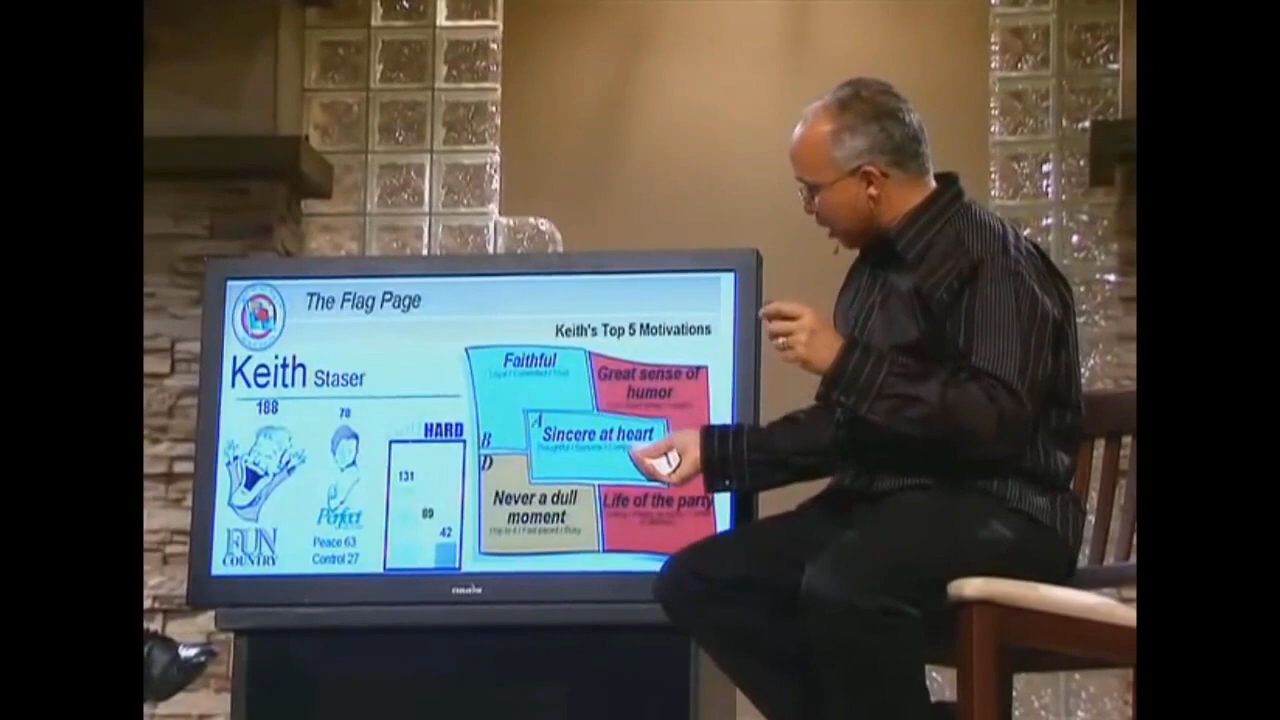 The Flag Page
Keith's Top 5 Motivations
Keith Staser
188
78
HARD
131
89
42
FUN
COUNTRY
Perfect
Peace 63
Control 27
Faithful
Great sense of
humor
A
Sincere at heart
B
D
Never a dull
moment
Life of the party